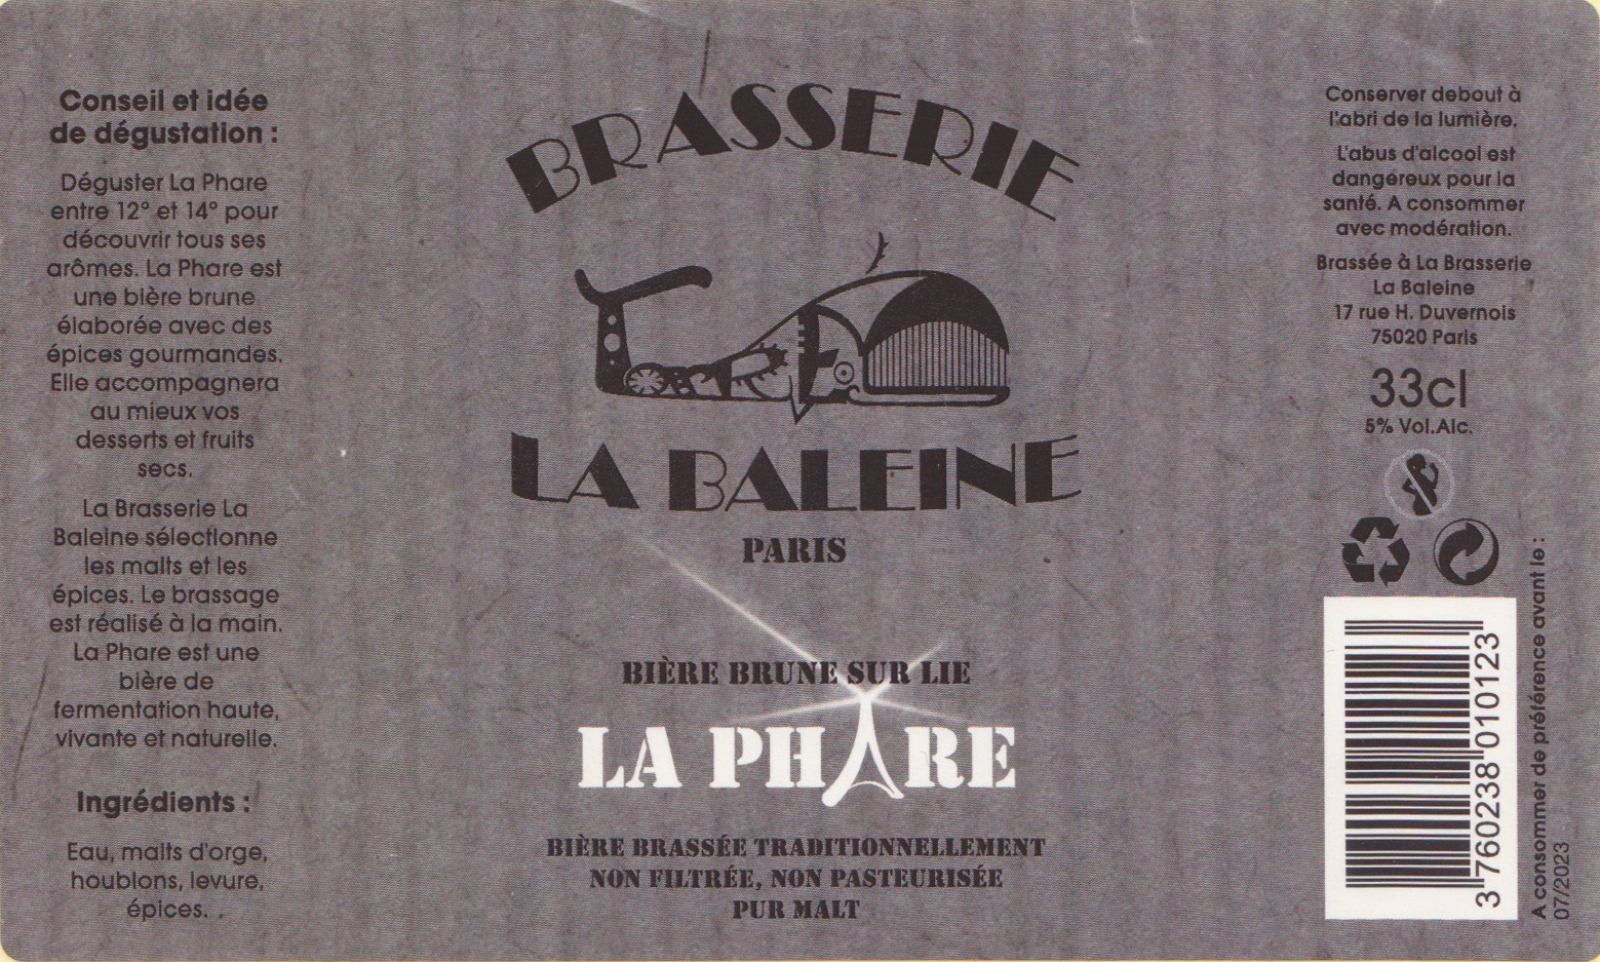 Conseil et idée
de dégustation :
Déguster La Phare
entre 12° et 14° pour
découvrir tous ses
arômes. La Phare est
une bière brune
élaborée avec des
épices gourmandes.
Elle accompagnera
au mieux vos
desserts et fruits
secs.
La Brasserie La
Baleine sélectionne
les malts et les
épices. Le brassage
est réalisé à la main.
La Phare est une
bière de
fermentation haute,
vivante et naturelle.
Ingrédients :
Eau, malts d'orge,
houblons, levure,
épices. .
BRASSERIE
LA BALEINE
PARIS
BIÈRE BRUNE SUR LIE
LA PHARE
BIÈRE BRASSÉE TRADITIONNELLEMENT
NON FILTRÉE, NON PASTEURISÉE
PUR MALT
Conserver debout à
l'abri de la lumière.
L'abus d'alcool est
dangereux pour la
santé. A consommer
avec modération.
Brassée à La Brasserie
La Baleine
17 rue H. Duvernois
75020 Paris
33cl
5% Vol.Alc.
3 760238 010123
A consommer de préférence avant le :
07/2023